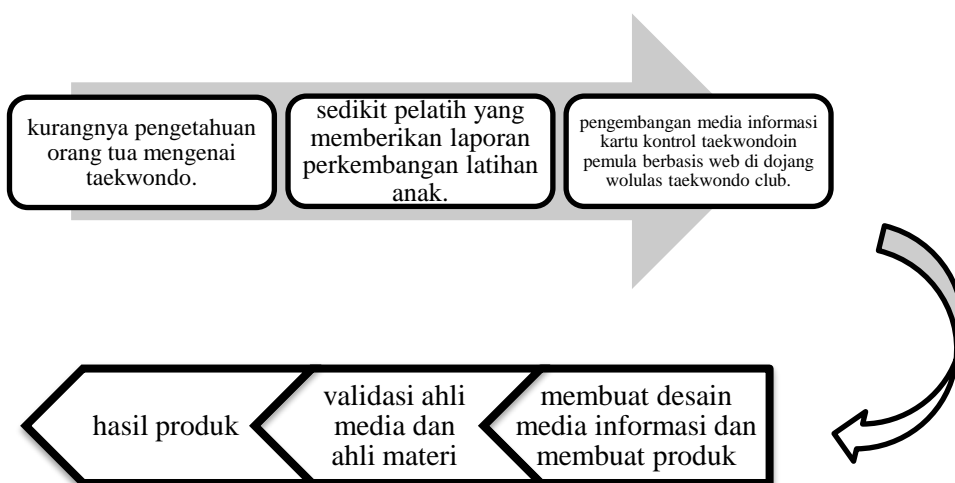 kurangnya pengetahuan
orang tua mengenai
taekwondo.
sedikit pelatih yang
memberikan laporan
perkembangan latihan
anak.
pengembangan media informasi
kartu kontrol taekwondoin
pemula berbasis web di dojang
wolulas taekwondo club.
membuat desain
media informasi dan
membuat produk
validasi ahli
media dan
ahli materi
hasil produk